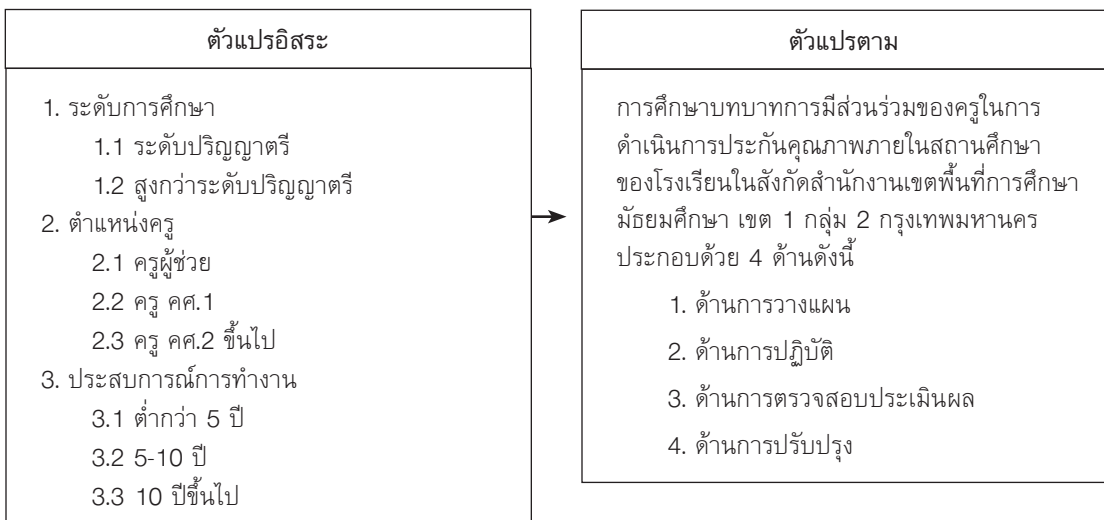 ตัวแปรอิสระ
1. ระดับการศึกษา
1.1 ระดับปริญญาตรี
1.2 สูงกว่าระดับปริญญาตรี
2. ตำแหน่งครู
2.1 ครูผู้ช่วย
2.2 ครู คศ.1
2.3 ครู คศ.2 ขึ้นไป
3. ประสบการณ์การทำงาน
3.1 ต่ำกว่า 5 ปี
3.2 5-10 ปี
3.3 10 ปีขึ้นไป
ตัวแปรตาม
การศึกษาบทบาทการมีส่วนร่วมของครูในการ
ดำเนินการประกันคุณภาพภายในสถานศึกษา
ของโรงเรียนในสังกัดสำนักงานเขตพื้นที่การศึกษา
มัธยมศึกษา เขต 1 กลุ่ม 2 กรุงเทพมหานคร
ประกอบด้วย 4 ด้านดังนี้
1. ด้านการวางแผน
2. ด้านการปฏิบัติ
3. ด้านการตรวจสอบประเมินผล
4. ด้านการปรับปรุง